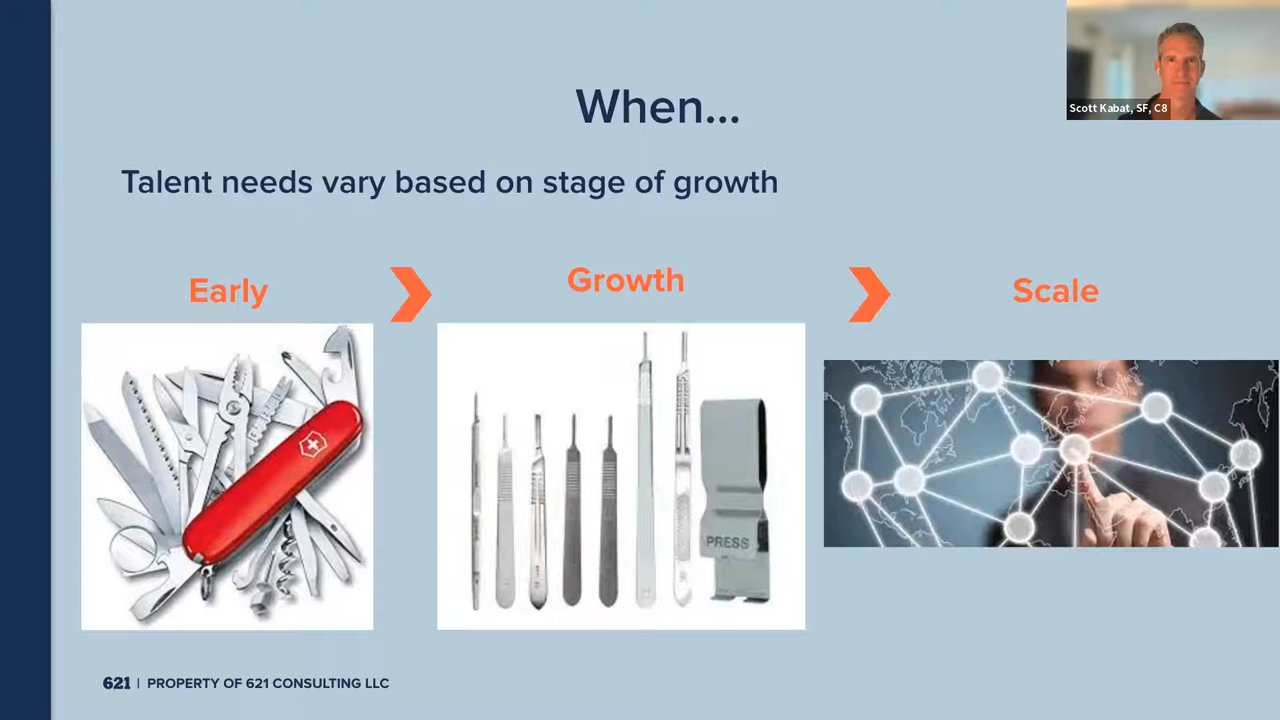 When...
Scott Kabat, SF, C8
Talent needs vary based on stage of growth
Early
Growth
Scale
PRESS
621 | PROPERTY OF 621 CONSULTING LLC